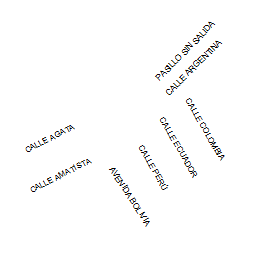 PASILLO SIN SALIDA
CALLE ARGENTINA
CALLE COLOMBIA
CALLE ECUADOR
CALLE PERÚ
AVENIDA BOLIVIA
CALLE AGATA
CALLE AMATISTA